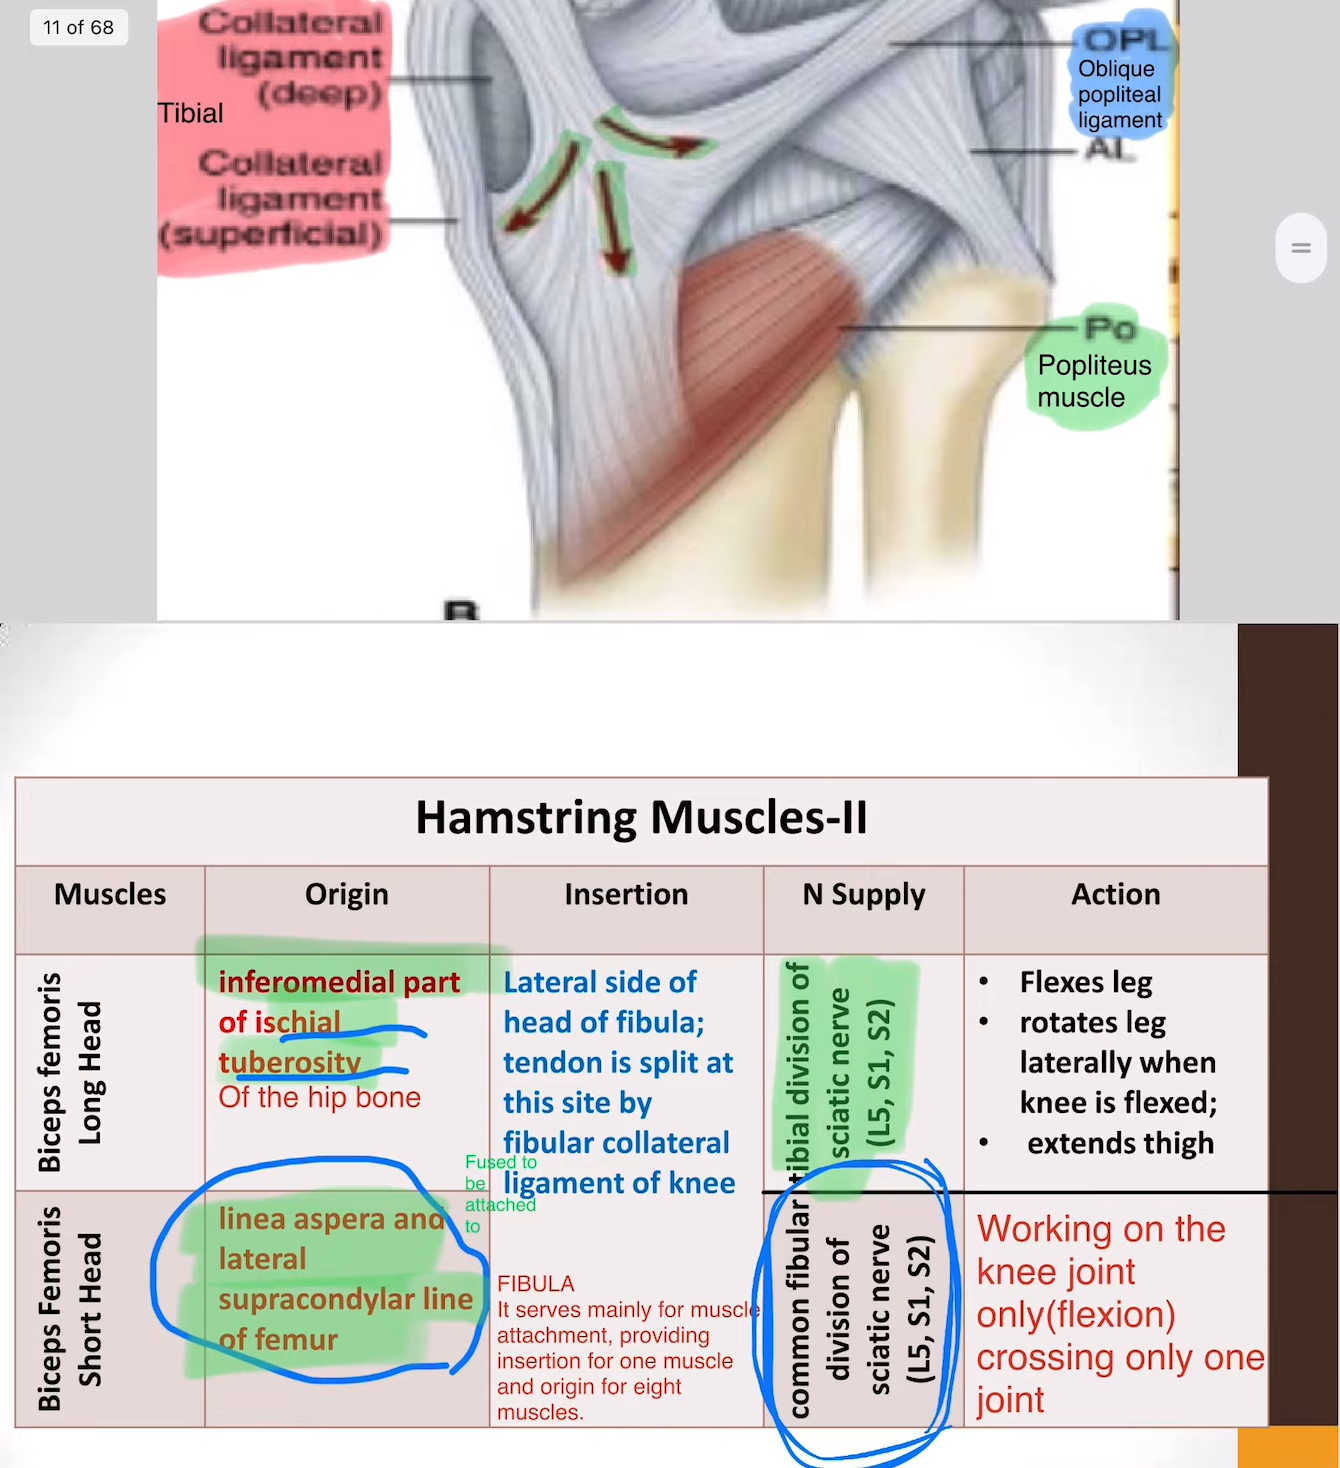 11 of 68
Collateral
ligament
(deep)
Tibial
Collateral
ligament
(superficial)
OPL
Oblique
popliteal
ligament
AL
Po
Popliteus
muscle
B
Hamstring Muscles-II
Muscles
Origin
Insertion
N Supply
Action
Biceps femoris
Long Head
inferomedial part
of ischial
tuberosity
Of the hip bone
Lateral side of
head of fibula;
tendon is split at
this site by
fibular collateral
ligament of knee
tibial division of
sciatic nerve
(L5, S1, S2)
• Flexes leg
• rotates leg
laterally when
knee is flexed;
• extends thigh
Fused to
be
attached
to
Biceps Femoris
Short Head
linea aspera and
lateral
supracondylar line
of femur
FIBULA
It serves mainly for muscle
attachment, providing
insertion for one muscle
and origin for eight
muscles.
common fibular
division of
sciatic nerve
(L5, S1, S2)
Working on the
knee joint
only(flexion)
crossing only one
joint